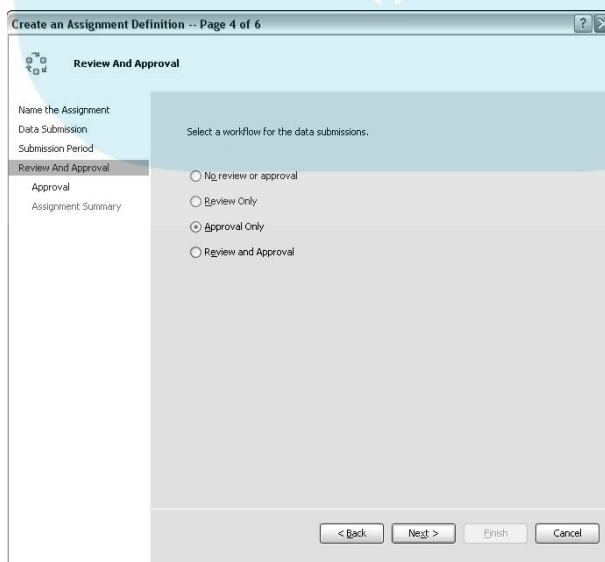 Create an Assignment Definition -- Page 4 of 6
Review And Approval
Name the Assignment
Data Submission
Submission Period
Review And Approval
Approval
Assignment Summary
Select a workflow for the data submissions.
No review or approval
Review Only
Approval Only
Review and Approval
< Back
Next >
Finish
Cancel